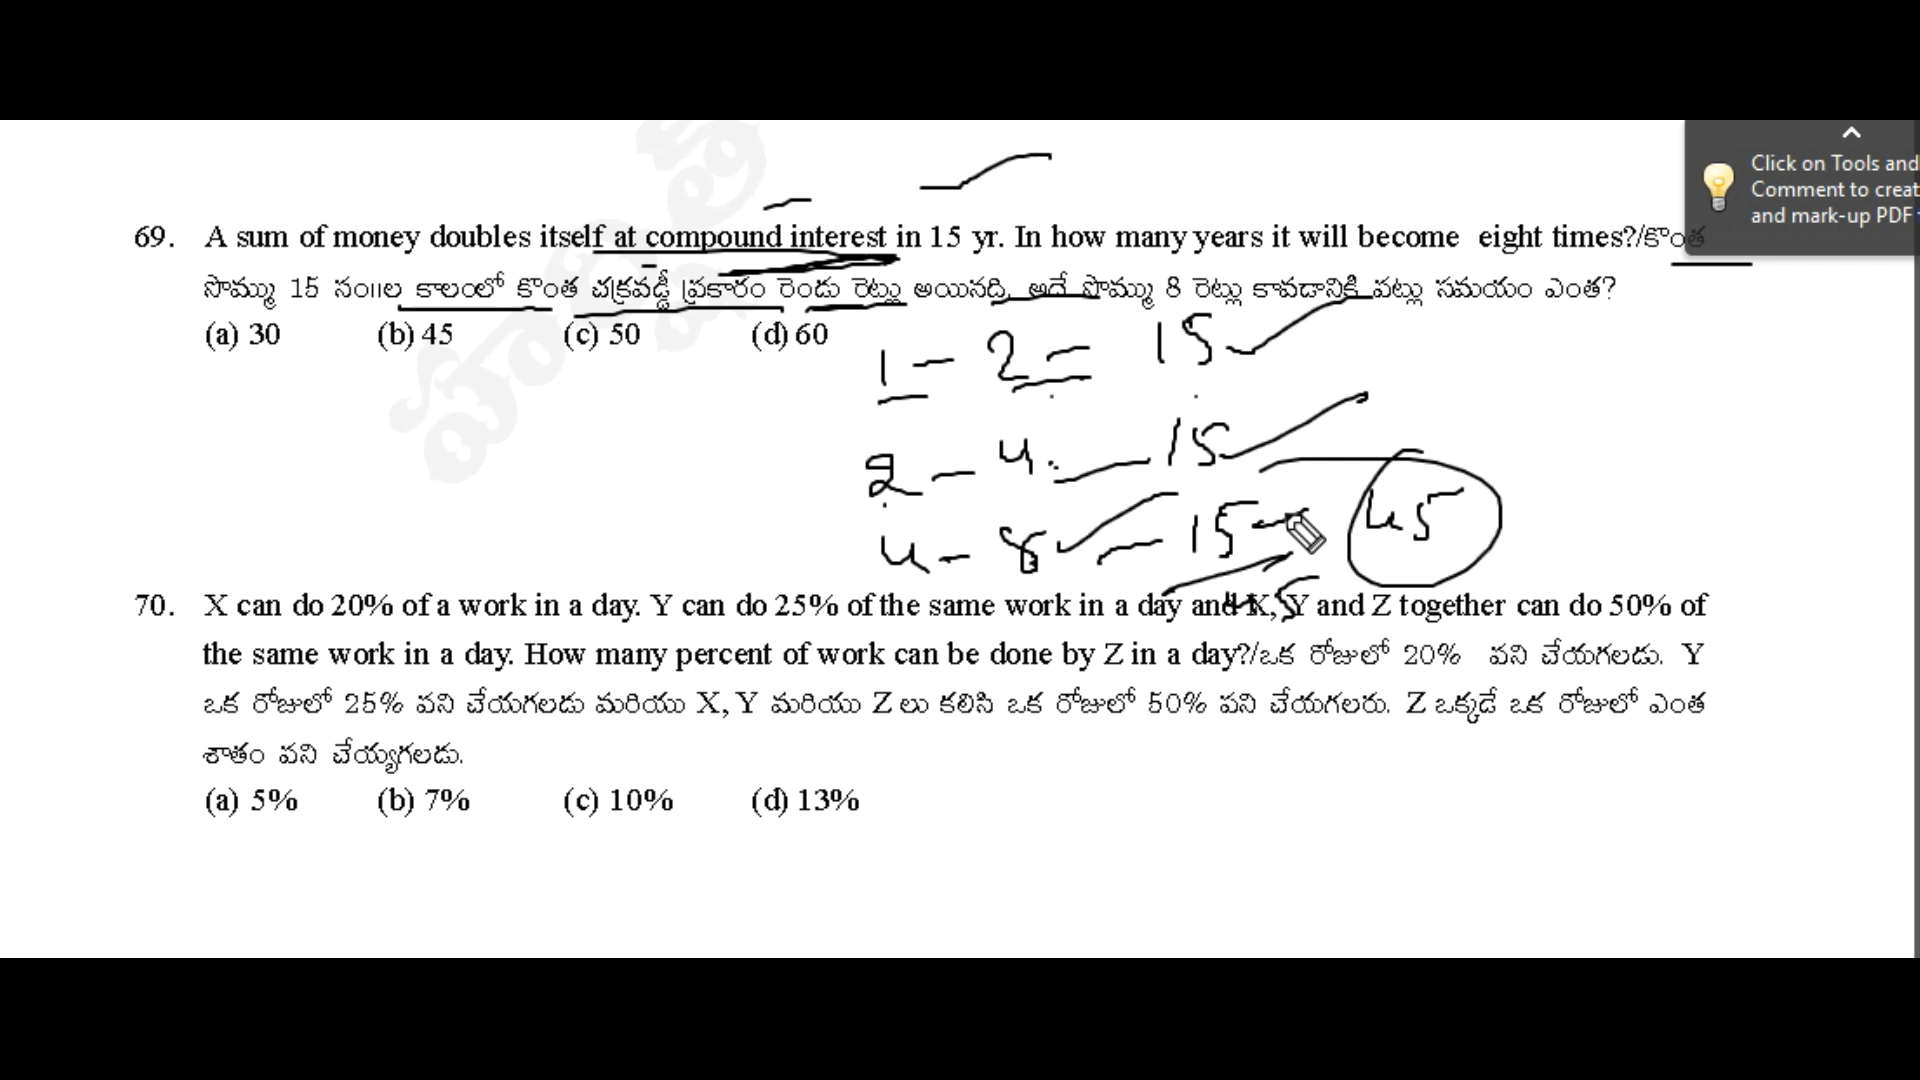 Click on Tools and
Comment to creat
and mark-up PDF
69. A sum of money doubles itself at compound interest in 15 yr. In how many years it will become eight times?/కొంత
సొమ్ము 15 సం॥ల కాలంలో కొంత చక్రవడ్డీ ప్రకారం రెండు రెట్లు అయినది, అదే సొమ్ము 8 రెట్లు కావడానికి పట్లు సమయం ఎంత?
(a) 30 (b) 45 (c) 50 (d) 60
1 - 2 = 15
2 - 4 - 15
4 - 8 - 15
45
45
70. X can do 20% of a work in a day. Y can do 25% of the same work in a day and X, Y and Z together can do 50% of
the same work in a day. How many percent of work can be done by Z in a day?/ఒక రోజులో 20% పని చేయగలడు. Y
ఒక రోజులో 25% పని చేయగలడు మరియు X, Y మరియు Z లు కలిసి ఒక రోజులో 50% పని చేయగలరు. Z ఒక్కడే ఒక రోజులో ఎంత
శాతం పని చేయ్యగలడు.
(a) 5% (b) 7% (c) 10% (d) 13%